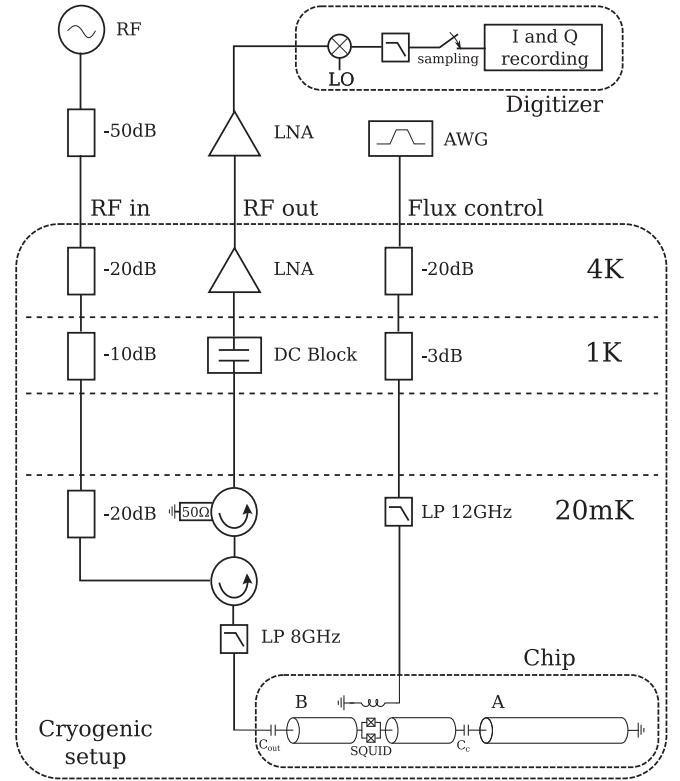 RF
I and Q
recording
sampling
LO
Digitizer
-50dB
LNA
AWG
RF in
RF out
Flux control
-20dB
LNA
-20dB
4K
-10dB
DC Block
-3dB
1K
-20dB
50Ω
LP 12GHz
20mK
LP 8GHz
Chip
B
A
Cout
SQUID
Cc
Cryogenic
setup